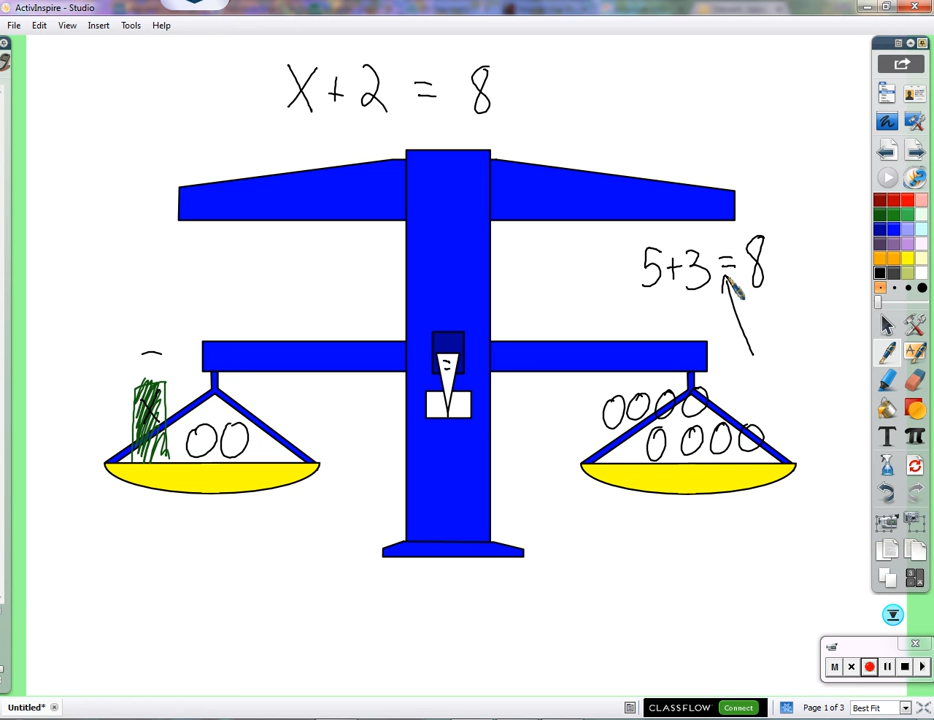 ActivInspire - Studio
File Edit View Insert Tools Help
X + 2 = 8
5 + 3 = 8
=
X
Untitled*
CLASSFLOW Connect
Page 1 of 3
Best Fit
M